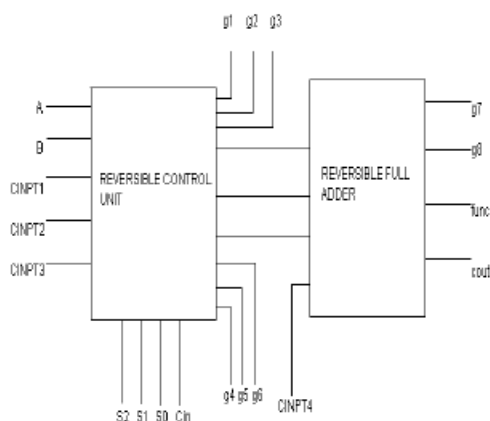 g1 g2 g3
A
B
CINPT1
CINPT2
CINPT3
REVERSIBLE CONTROL
UNIT
REVERSIBLE FULL
ADDER
g7
g8
func
cout
S2 S1 S0 Cin
g4 g5 g6
CINPT4